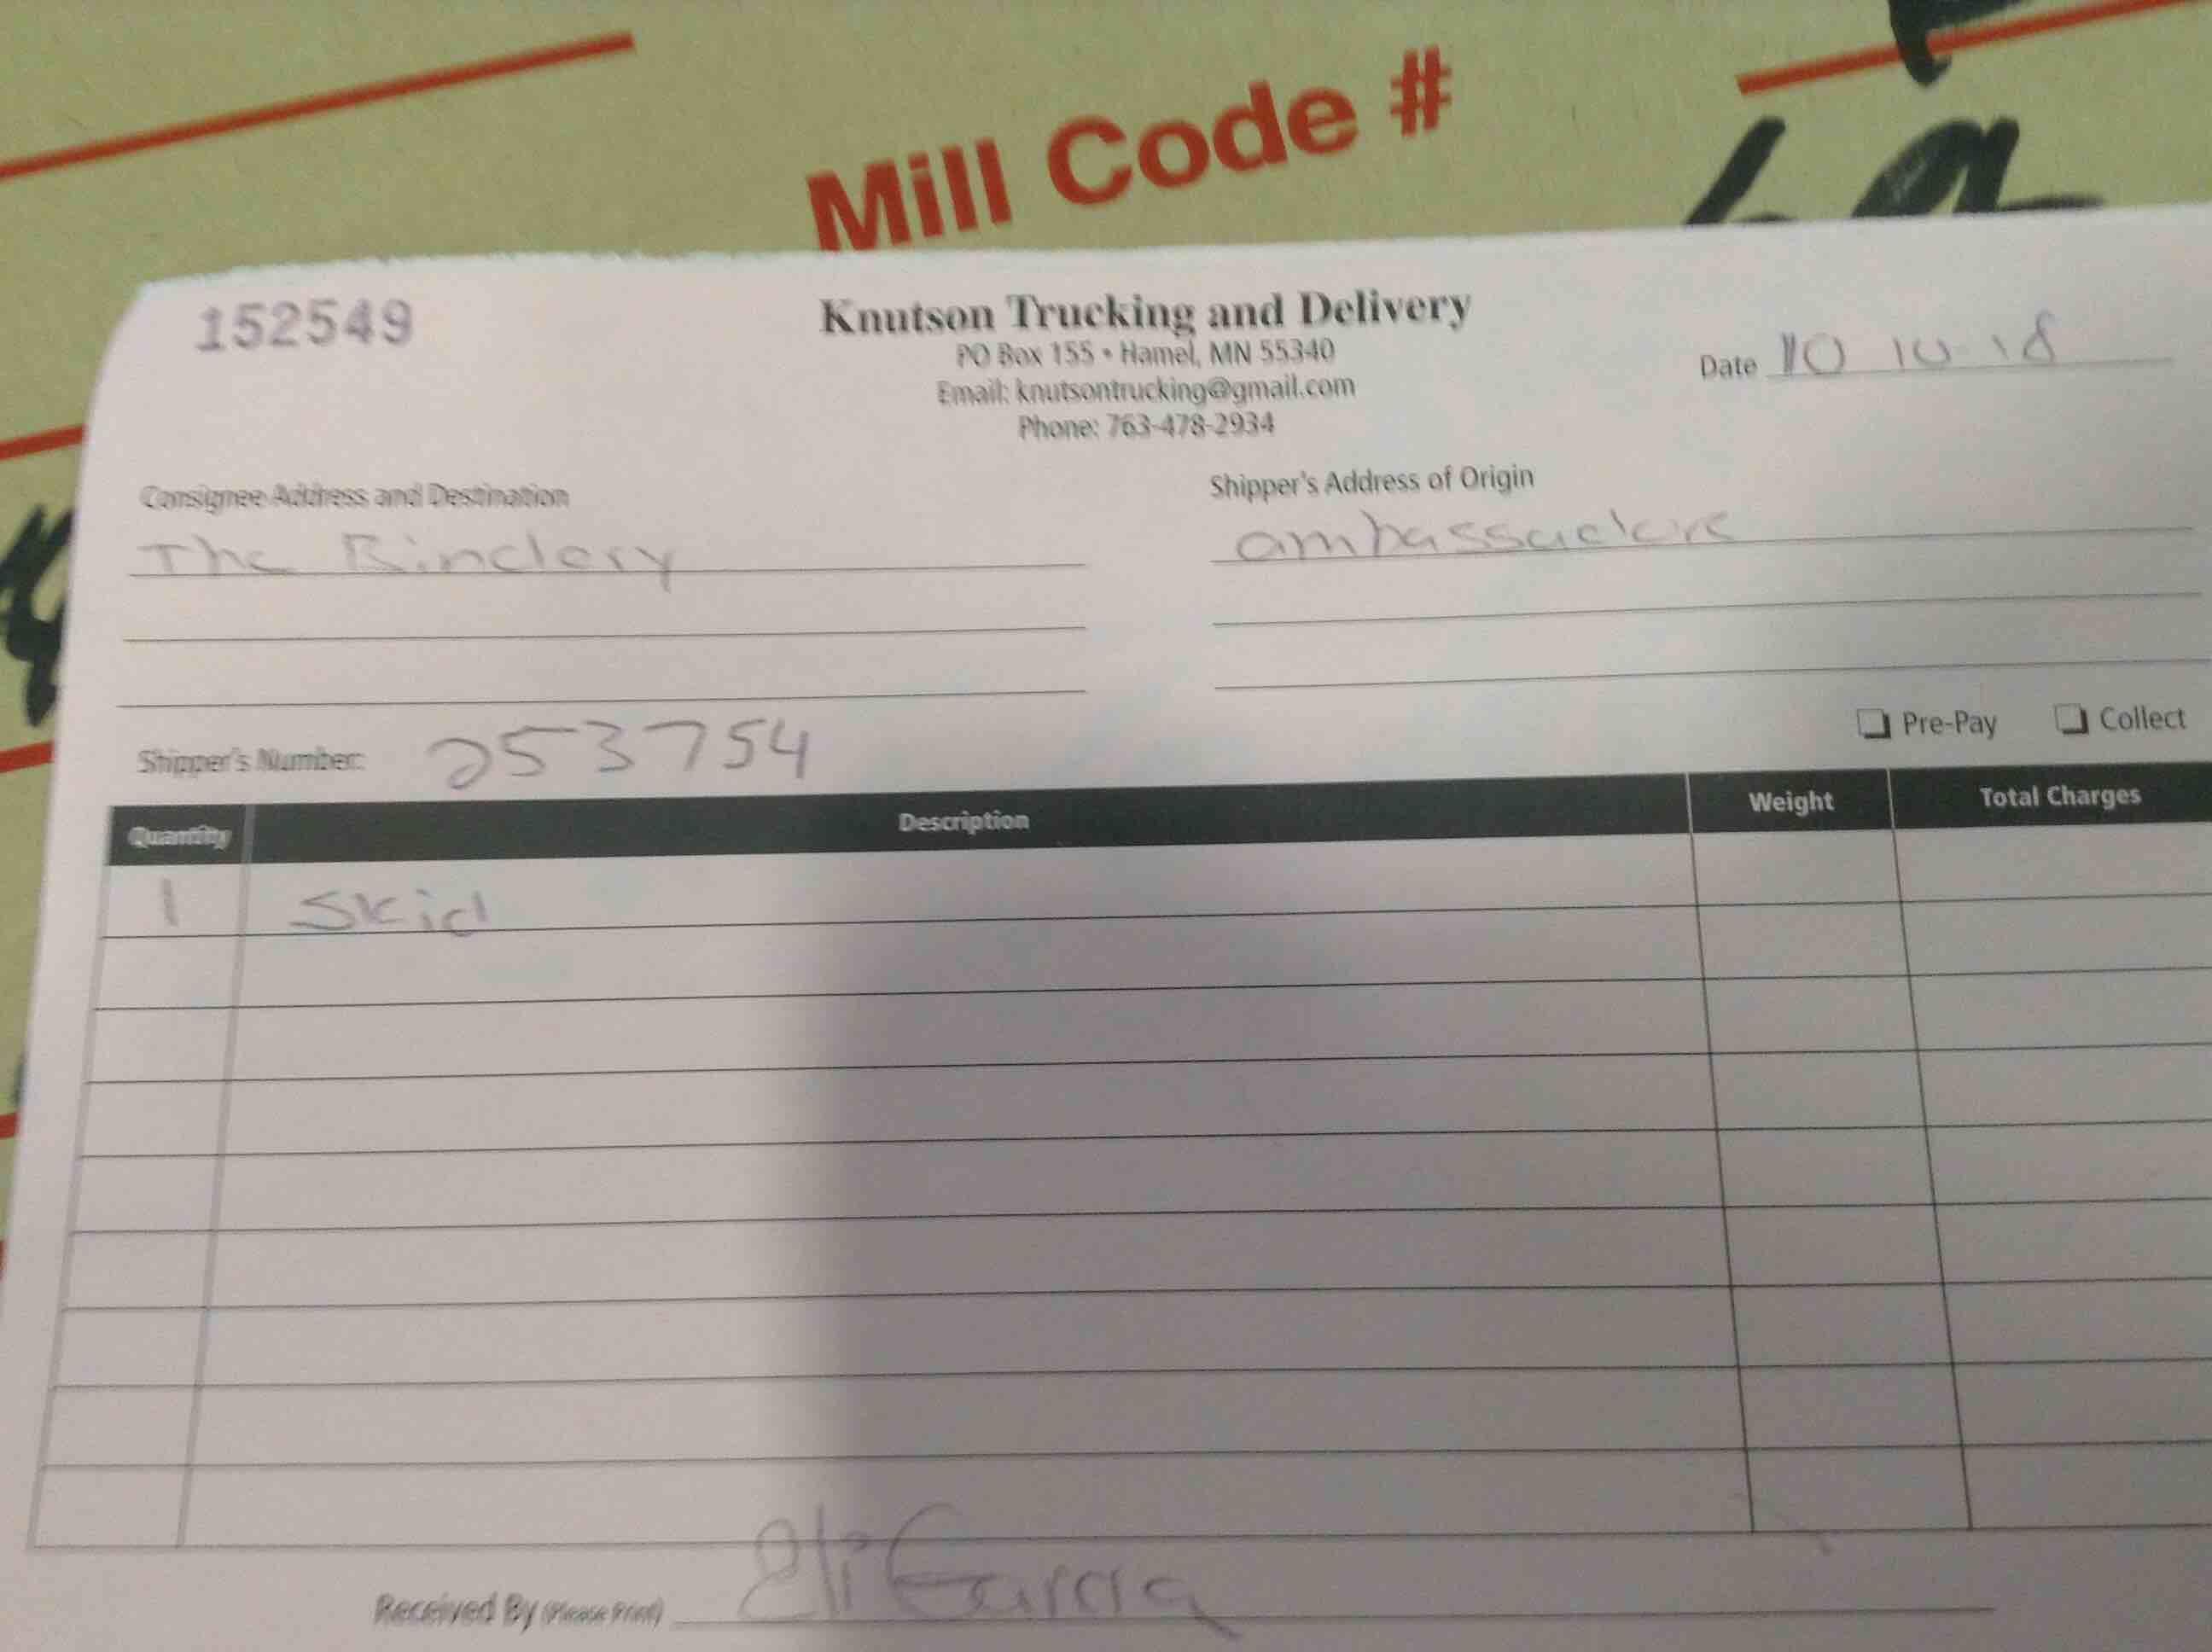 Mill Code #
152549
Knutson Trucking and Delivery
PO Box 155 • Hamel, MN 55340
Email: knutsontrucking@gmail.com
Phone: 763-478-2934
Date 10 10 18
Consignee Address and Destination
The Bindery
Shipper's Address of Origin
ambassadors
Shipper's Number: 253754
Pre-Pay Collect
Quantity Description Weight Total Charges
1 Skid
Received By (Please Print) Eli Garcia